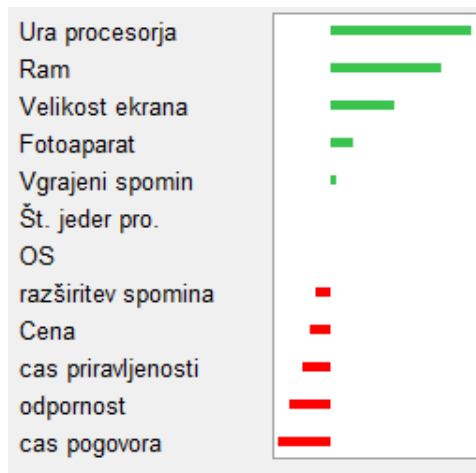 Ura procesorja
Ram
Velikost ekrana
Fotoaparat
Vgrajeni spomin
Št. jeder pro.
OS
razširitev spomina
Cena
cas priravljenosti
odpornost
cas pogovora